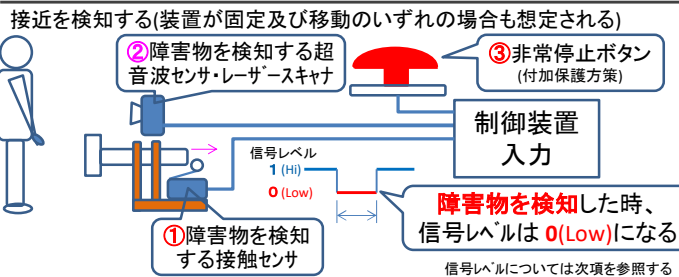 接近を検知する(装置が固定及び移動のいずれの場合も想定される)
②障害物を検知する超
音波センサ・レーザースキャナ
③非常停止ボタン
(付加保護方策)
制御装置
入力
信号レベル
1 (Hi)
0 (Low)
①障害物を検知
する接触センサ
障害物を検知した時、
信号レベルは 0(Low)になる
信号レベルについては次項を参照する